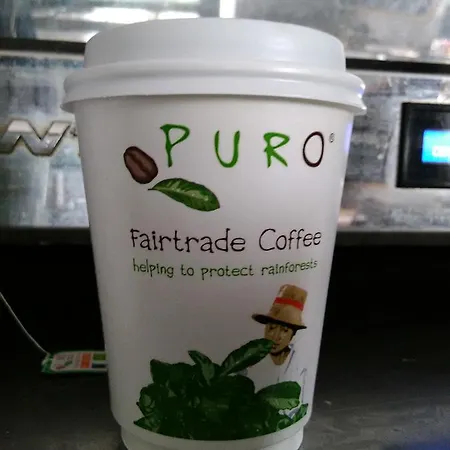 PURO®
Fairtrade Coffee
helping to protect rainforests